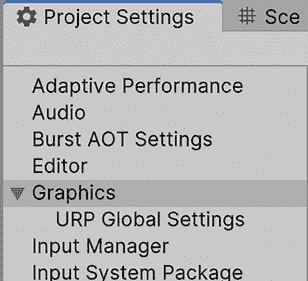 Project Settings
Sce
Adaptive Performance
Audio
Burst AOT Settings
Editor
Graphics
URP Global Settings
Input Manager
Input System Package